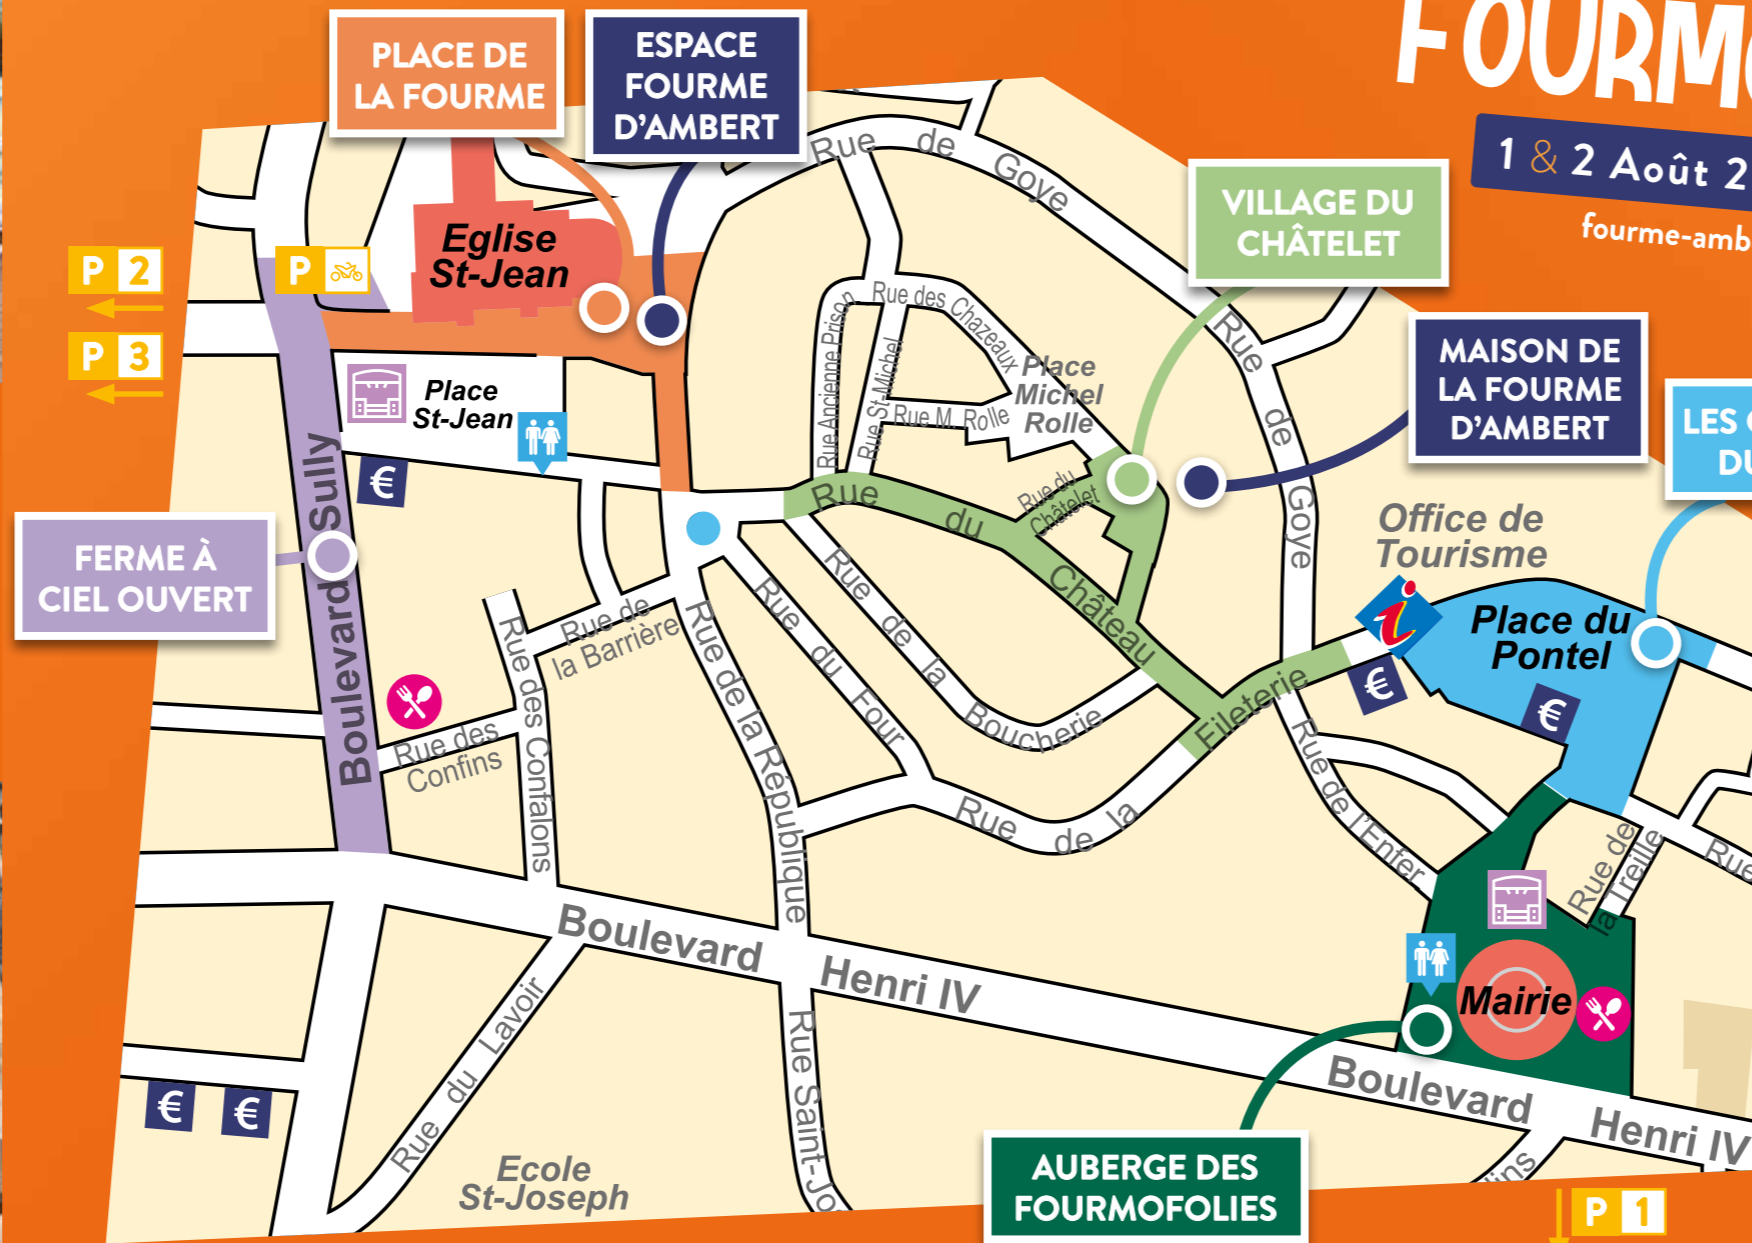 FOURM
1 & 2 Août 2
fourme-amb
PLACE DE
LA FOURME
ESPACE
FOURME
D'AMBERT
VILLAGE DU
CHÂTELET
MAISON DE
LA FOURME
D'AMBERT
LES
DU
FERME À
CIEL OUVERT
AUBERGE DES
FOURMOFOLIES
P 2
P 3
P
P 1
Eglise
St-Jean
Place
St-Jean
€
Rue de Goye
Rue de Goye
Rue des Chazeaux
Rue Ancienne Prison
Rue St-Michel
Rue M. Rolle
Place
Michel
Rolle
Rue du
Châtelet
Rue du Château
Office de
Tourisme
i
Place du
Pontel
€
€
Boulevard Sully
Rue de
la Barrière
Rue des
Confins
Rue des Confalons
Rue de la République
Rue du Four
Rue de la Boucherie
Rue de la Fileterie
Rue de l'Enfer
Rue de
la Treille
Rue
Mairie
Boulevard Henri IV
Boulevard Henri IV
Rue du Lavoir
Rue Saint-Jo
lins
Ecole
St-Joseph
€
€